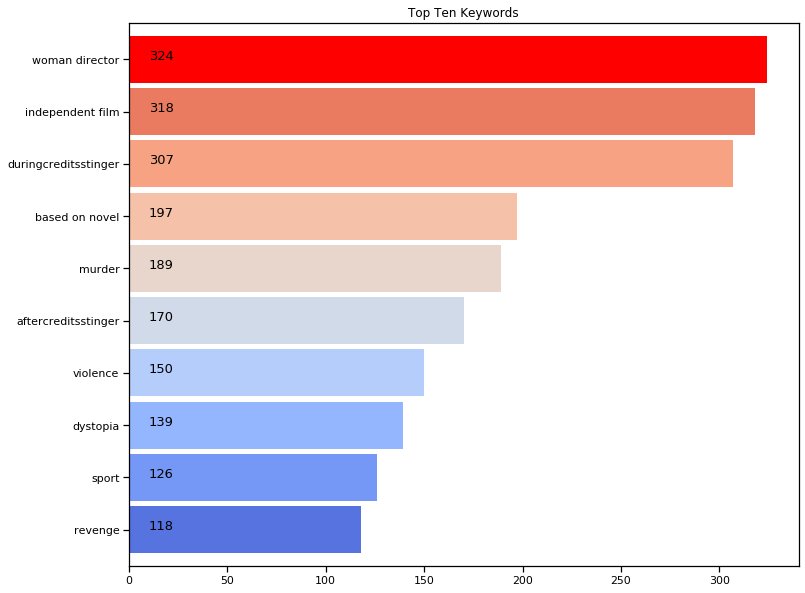 Top Ten Keywords
woman director 324
independent film 318
duringcreditsstinger 307
based on novel 197
murder 189
aftercreditsstinger 170
violence 150
dystopia 139
sport 126
revenge 118
0 50 100 150 200 250 300